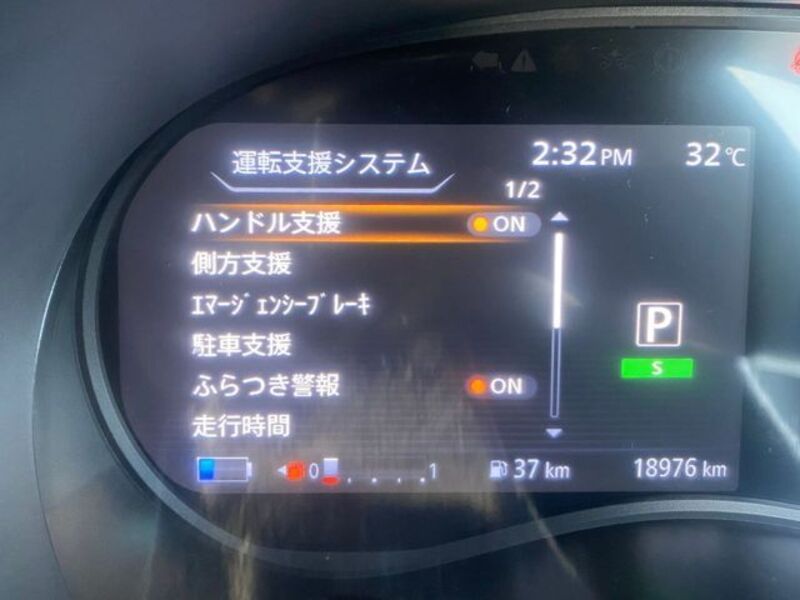 運転支援システム
2:32 PM
32℃
1/2
ハンドル支援 ON
側方支援
ｴﾏｰｼﾞｪﾝｼｰﾌﾞﾚｰｷ
駐車支援
P
S
ふらつき警報 ON
走行時間
0 1
37 km
18976 km